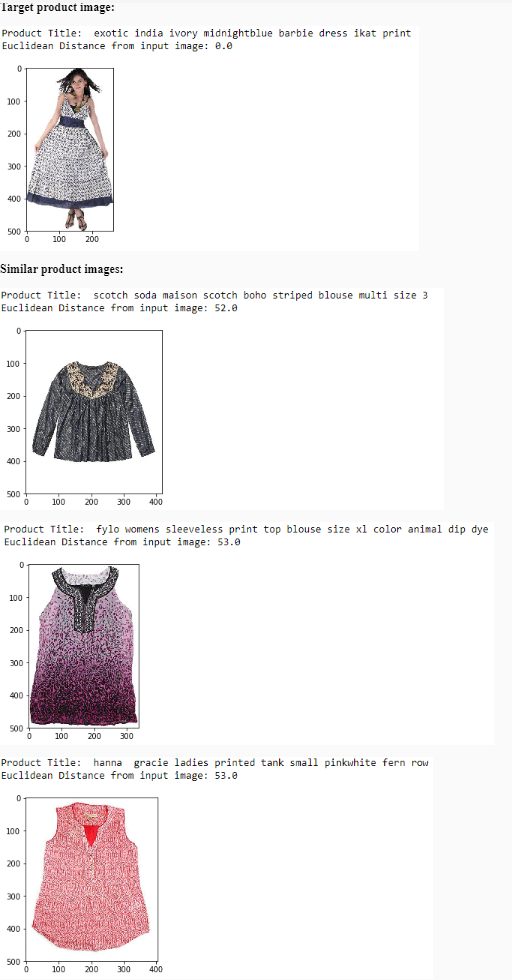 Target product image:
Product Title:  exotic india ivory midnightblue barbie dress ikat print
Euclidean Distance from input image: 0.0
0
100
200
300
400
500
0 100 200
Similar product images:
Product Title:  scotch soda maison scotch boho striped blouse multi size 3
Euclidean Distance from input image: 52.0
0
100
200
300
400
500
0 100 200 300 400
Product Title:  fylo womens sleeveless print top blouse size xl color animal dip dye
Euclidean Distance from input image: 53.0
0
100
200
300
400
500
0 100 200 300
Product Title:  hanna  gracie ladies printed tank small pinkwhite fern row
Euclidean Distance from input image: 53.0
0
100
200
300
400
500
0 100 200 300 400